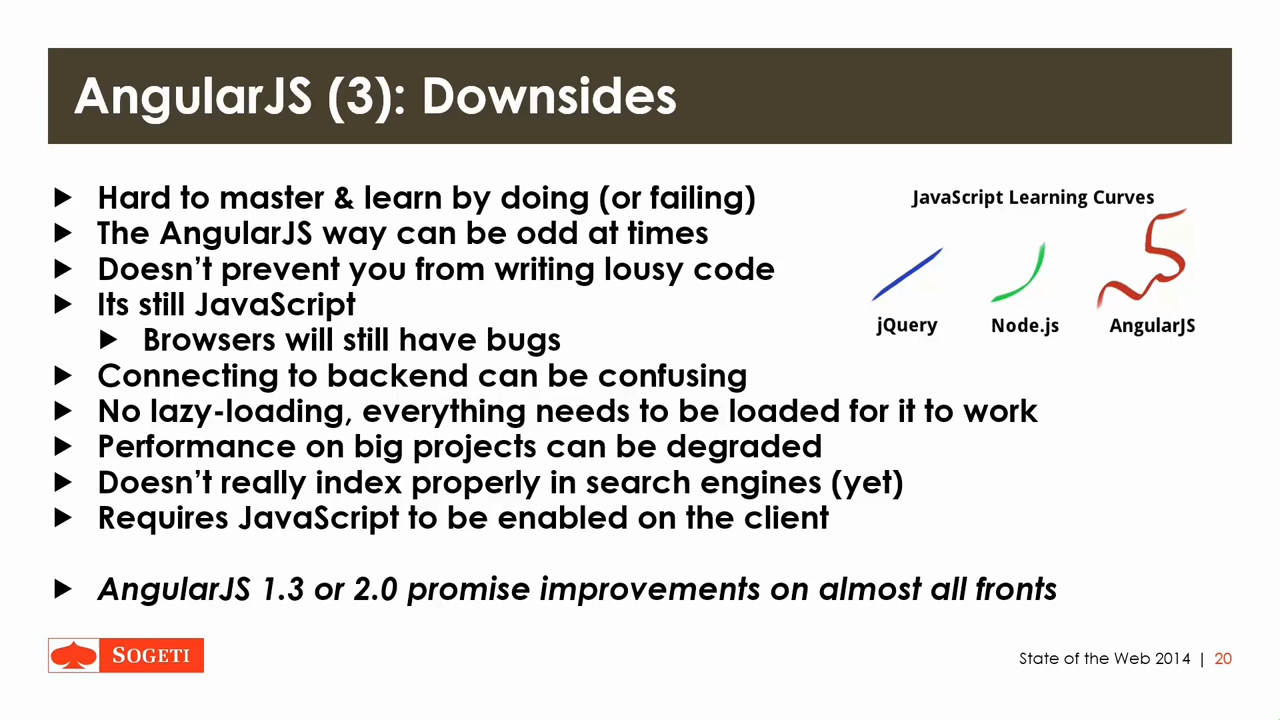 AngularJS (3): Downsides
Hard to master & learn by doing (or failing)
The AngularJS way can be odd at times
Doesn't prevent you from writing lousy code
Its still JavaScript
Browsers will still have bugs
Connecting to backend can be confusing
No lazy-loading, everything needs to be loaded for it to work
Performance on big projects can be degraded
Doesn't really index properly in search engines (yet)
Requires JavaScript to be enabled on the client
AngularJS 1.3 or 2.0 promise improvements on almost all fronts
JavaScript Learning Curves
jQuery
Node.js
AngularJS
SOGETI
State of the Web 2014 | 20